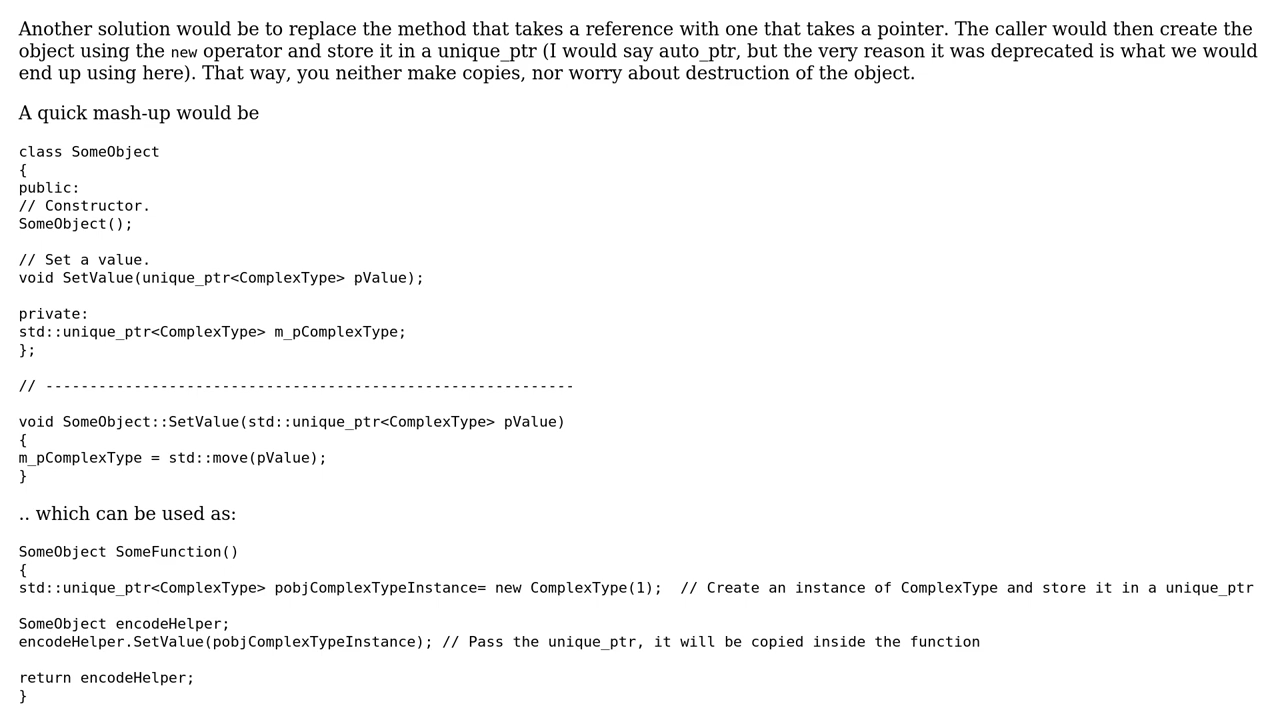 Another solution would be to replace the method that takes a reference with one that takes a pointer. The caller would then create the
object using the new operator and store it in a unique_ptr (I would say auto_ptr, but the very reason it was deprecated is what we would
end up using here). That way, you neither make copies, nor worry about destruction of the object.
A quick mash-up would be
class SomeObject
{
public:
// Constructor.
SomeObject();
// Set a value.
void SetValue(unique_ptr<ComplexType> pValue);
private:
std::unique_ptr<ComplexType> m_pComplexType;
};
// ------------------------------------------------------------
void SomeObject::SetValue(std::unique_ptr<ComplexType> pValue)
{
m_pComplexType = std::move(pValue);
}
.. which can be used as:
SomeObject SomeFunction()
{
std::unique_ptr<ComplexType> pobjComplexTypeInstance= new ComplexType(1);  // Create an instance of ComplexType and store it in a unique_ptr
SomeObject encodeHelper;
encodeHelper.SetValue(pobjComplexTypeInstance); // Pass the unique_ptr, it will be copied inside the function
return encodeHelper;
}